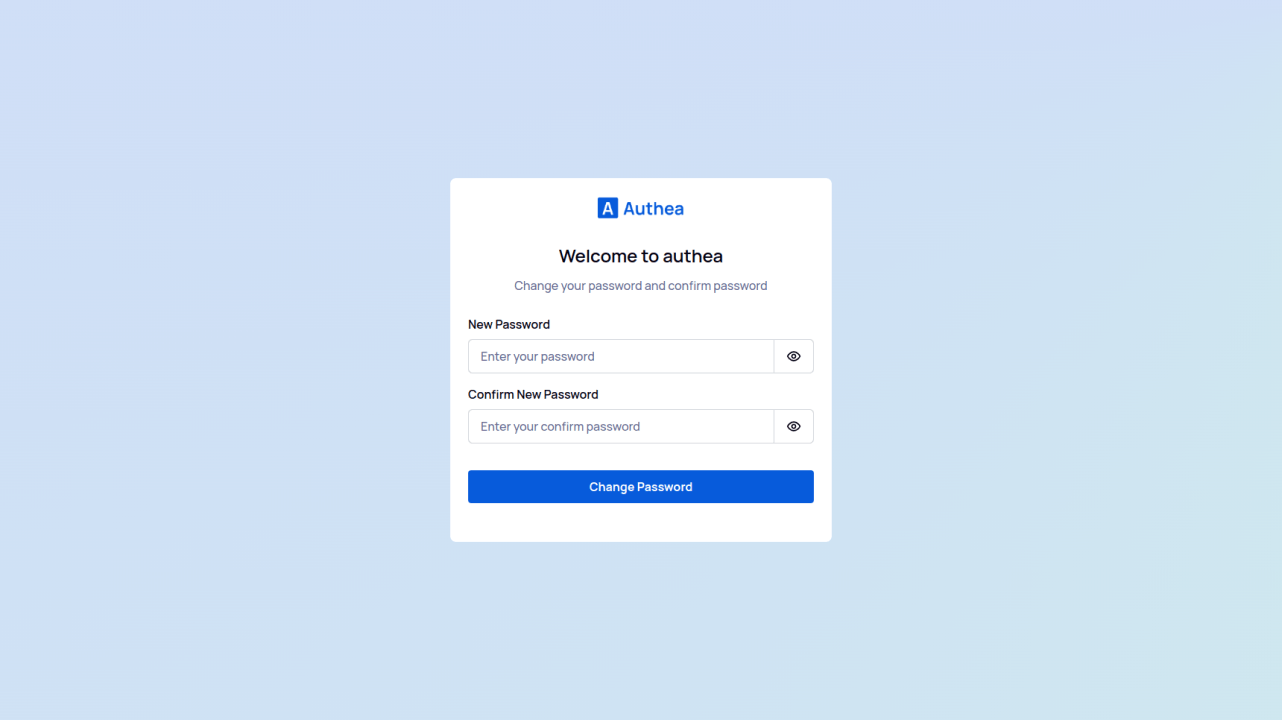 A Authea
Welcome to authea
Change your password and confirm password
New Password
Enter your password
Confirm New Password
Enter your confirm password
Change Password